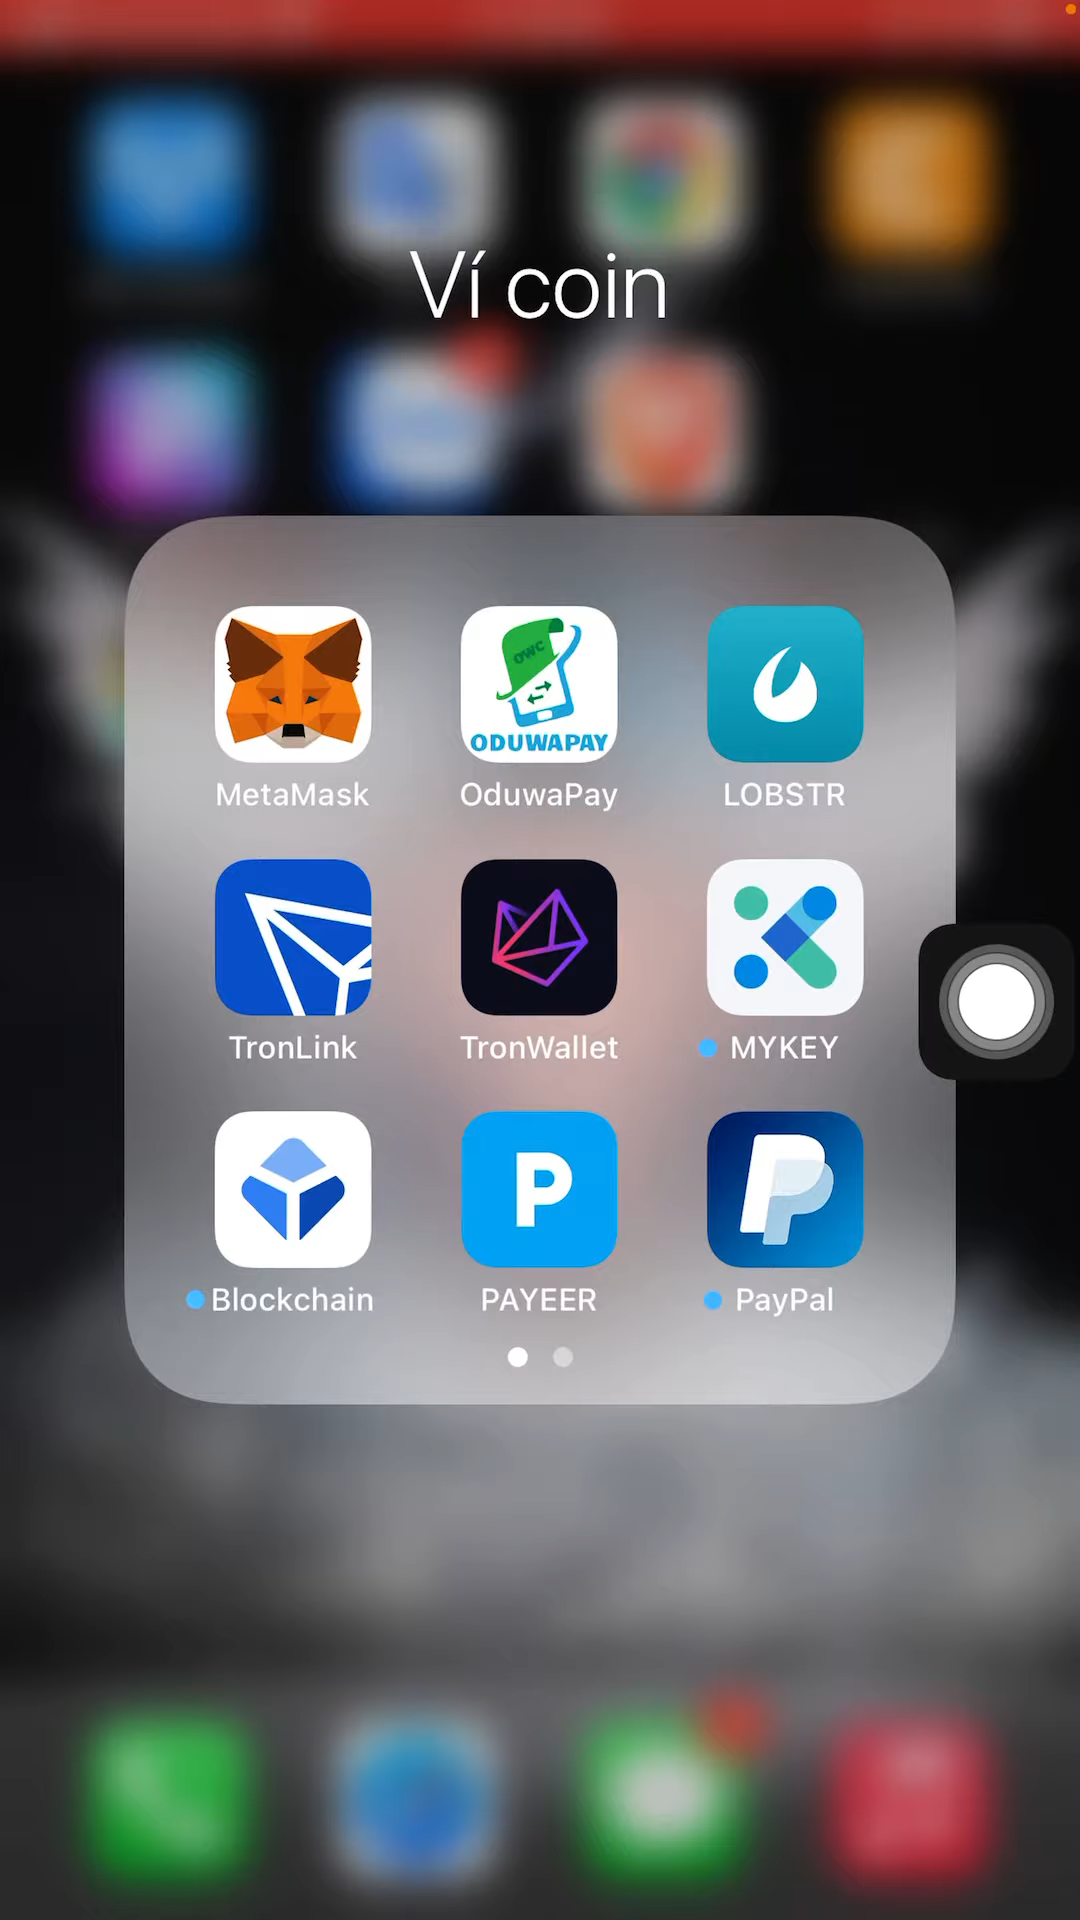 Ví coin
OWC
ODUWAPAY
MetaMask
OduwaPay
LOBSTR
TronLink
TronWallet
MYKEY
Blockchain
P
PAYEER
PayPal